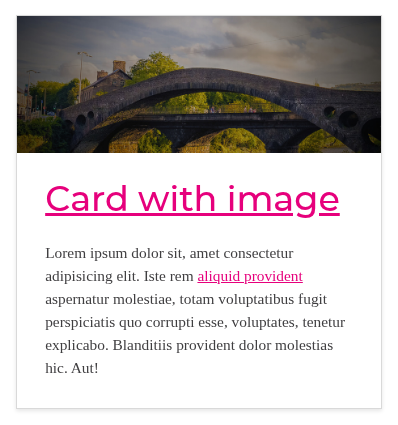 Card with image
Lorem ipsum dolor sit, amet consectetur
adipisicing elit. Iste rem aliquid provident
aspernatur molestiae, totam voluptatibus fugit
perspiciatis quo corrupti esse, voluptates, tenetur
explicabo. Blanditiis provident dolor molestias
hic. Aut!